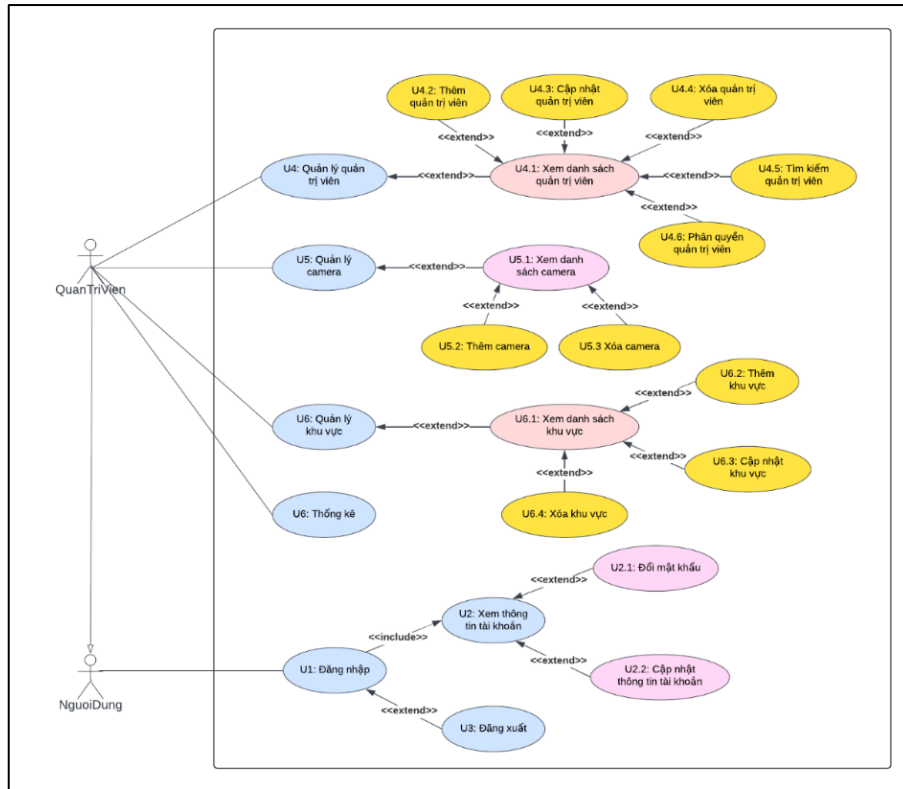 U4.2: Thêm
quản trị viên
U4.3: Cập nhật
quản trị viên
U4.4: Xóa quản trị
viên
<<extend>>
<<extend>>
<<extend>>
U4: Quản lý quản
trị viên
<<extend>>
U4.1: Xem danh sách
quản trị viên
<<extend>>
U4.5: Tìm kiếm
quản trị viên
<<extend>>
U4.6: Phân quyền
quản trị viên
QuanTriVien
U5: Quản lý
camera
<<extend>>
U5.1: Xem danh
sách camera
<<extend>>
<<extend>>
U5.2: Thêm camera
U5.3 Xóa camera
U6.2: Thêm
khu vực
<<extend>>
U6: Quản lý
khu vực
<<extend>>
U6.1: Xem danh sách
khu vực
<<extend>>
U6.3: Cập nhật
khu vực
<<extend>>
U6.4: Xóa khu vực
U6: Thống kê
U2.1: Đổi mật khẩu
<<extend>>
U2: Xem thông
tin tài khoản
<<include>>
<<extend>>
U2.2: Cập nhật
thông tin tài khoản
U1: Đăng nhập
NguoiDung
<<extend>>
U3: Đăng xuất